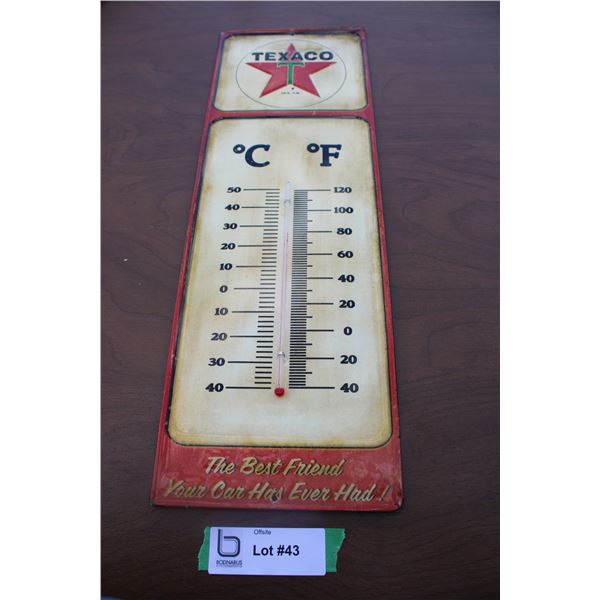 TEXACO
T
°C °F
50 120
40 100
30 80
20 60
10 40
0 20
10 0
20 20
30 40
40
The Best Friend
Your Car Has Ever Had!
b
BODNARUS
Offsite
Lot #43